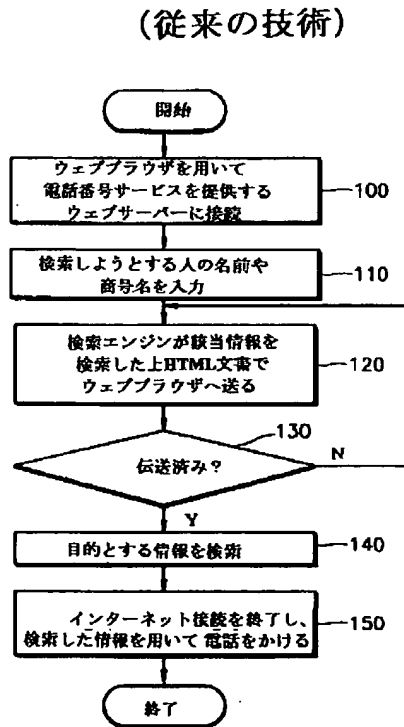 (従来の技術)
開始
ウェブブラウザを用いて
電話番号サービスを提供する
ウェブサーバーに接続
100
検索しようとする人の名前や
商号名を入力
110
検索エンジンが該当情報を
検索した上HTML文書で
ウェブブラウザへ送る
120
130
伝送済み?
N
Y
目的とする情報を検索
140
インターネット接続を終了し、
検索した情報を用いて電話をかける
150
終了